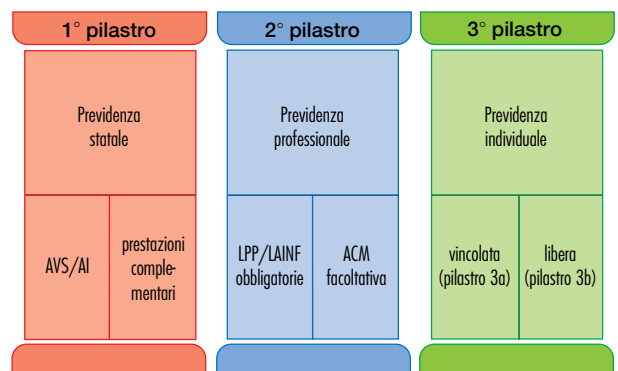 1° pilastro
2° pilastro
3° pilastro
Previdenza
statale
Previdenza
professionale
Previdenza
individuale
AVS/AI
prestazioni
comple-
mentari
LPP/LAINF
obbligatorie
ACM
facoltativa
vincolata
(pilastro 3a)
libera
(pilastro 3b)